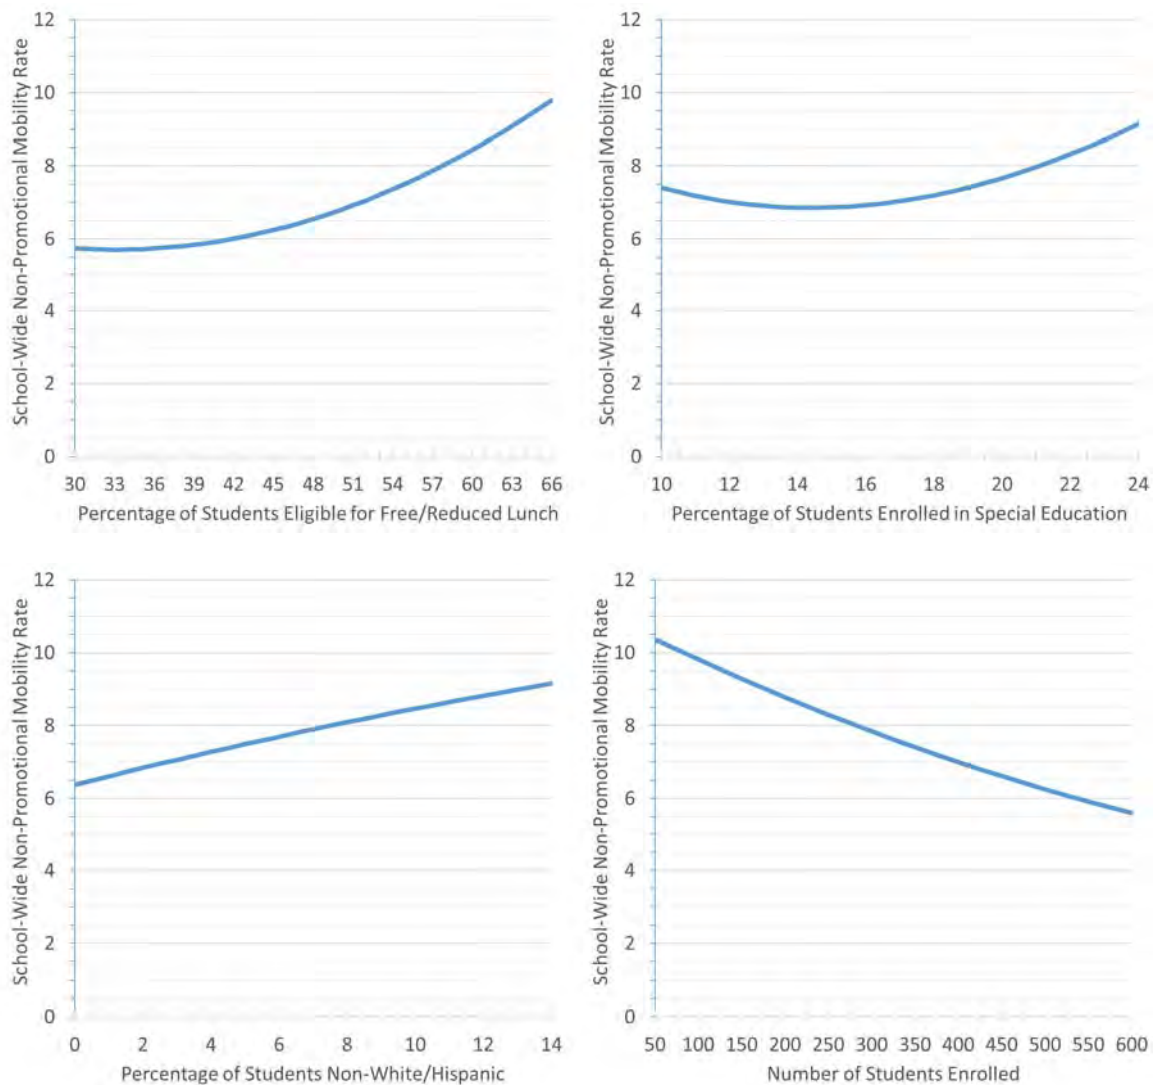 School-Wide Non-Promotional Mobility Rate
12
10
8
6
4
2
0
30 33 36 39 42 45 48 51 54 57 60 63 66
Percentage of Students Eligible for Free/Reduced Lunch
School-Wide Non-Promotional Mobility Rate
12
10
8
6
4
2
0
10 12 14 16 18 20 22 24
Percentage of Students Enrolled in Special Education
School-Wide Non-Promotional Mobility Rate
12
10
8
6
4
2
0
0 2 4 6 8 10 12 14
Percentage of Students Non-White/Hispanic
School-Wide Non-Promotional Mobility Rate
12
10
8
6
4
2
0
50 100 150 200 250 300 350 400 450 500 550 600
Number of Students Enrolled